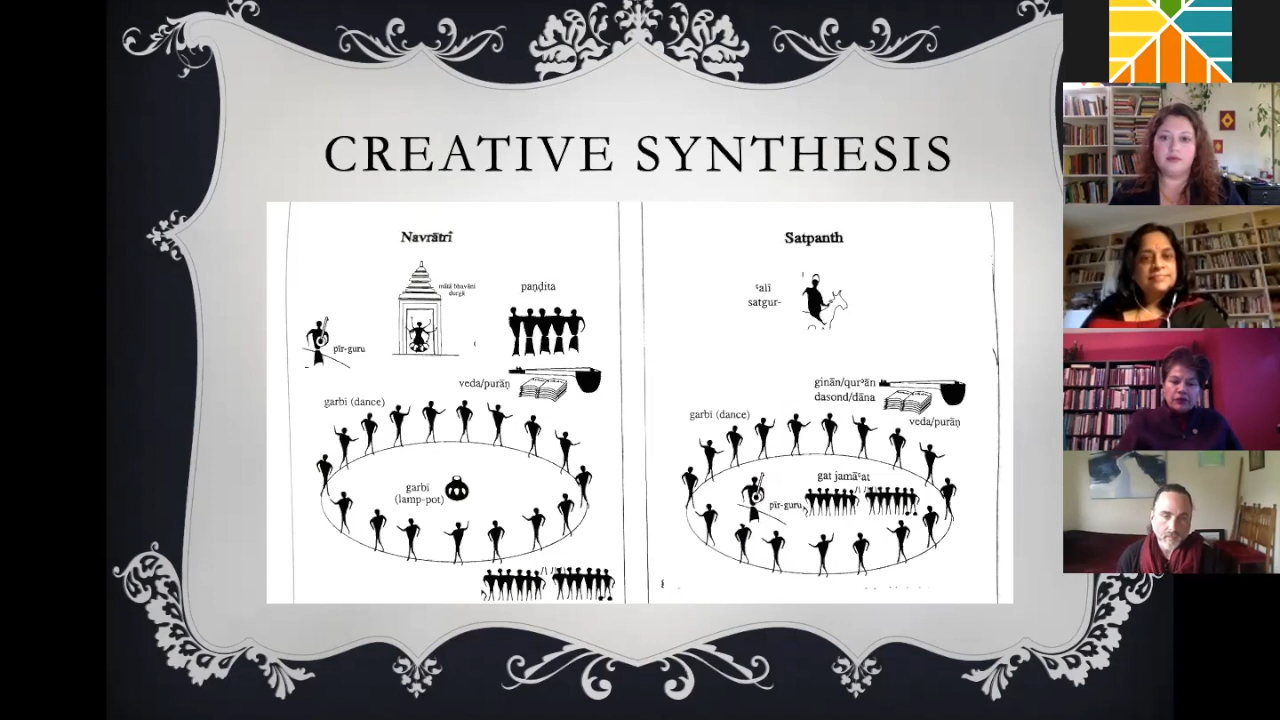 CREATIVE SYNTHESIS
Navrātrī
mātā bhavānī
durgā
paṇḍita
pīr-guru
veda/purāṇ
garbi (dance)
garbi
(lamp-pot)
Satpanth
ʿalī
satgur-
ginān/qurʾān
dasond/dāna
garbi (dance)
veda/purāṇ
gat jamāʿat
pīr-guru